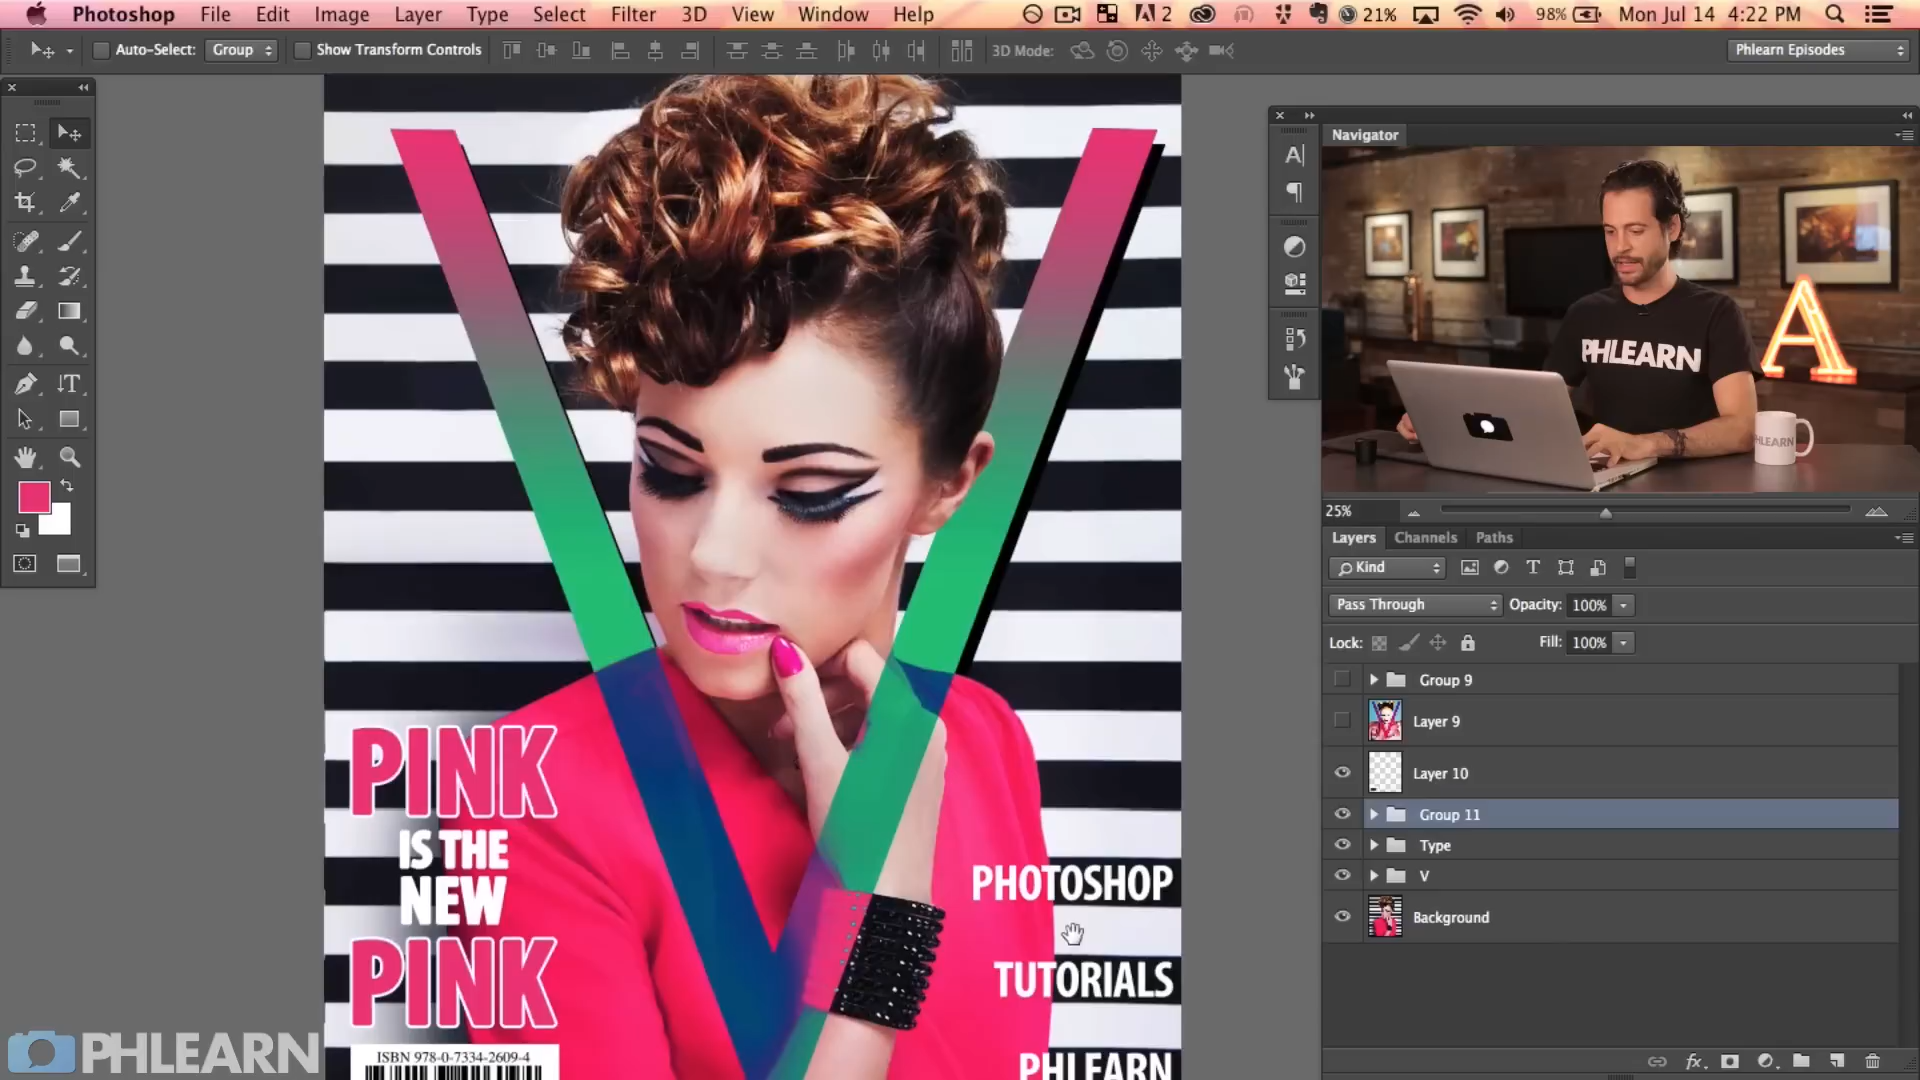 Photoshop File Edit Image Layer Type Select Filter 3D View Window Help
2 21% 98% Mon Jul 14 4:22 PM
Auto-Select: Group Show Transform Controls 3D Mode: Phlearn Episodes
Navigator
PHLEARN
PHLEARN
A
25%
Layers Channels Paths
Kind
Pass Through Opacity: 100%
Lock: Fill: 100%
Group 9
Layer 9
Layer 10
Group 11
Type
V
Background
fx
V
PINK
IS THE
NEW
PINK
ISBN 978-0-7334-2609-4
PHOTOSHOP
TUTORIALS
PHLEARN
PHLEARN